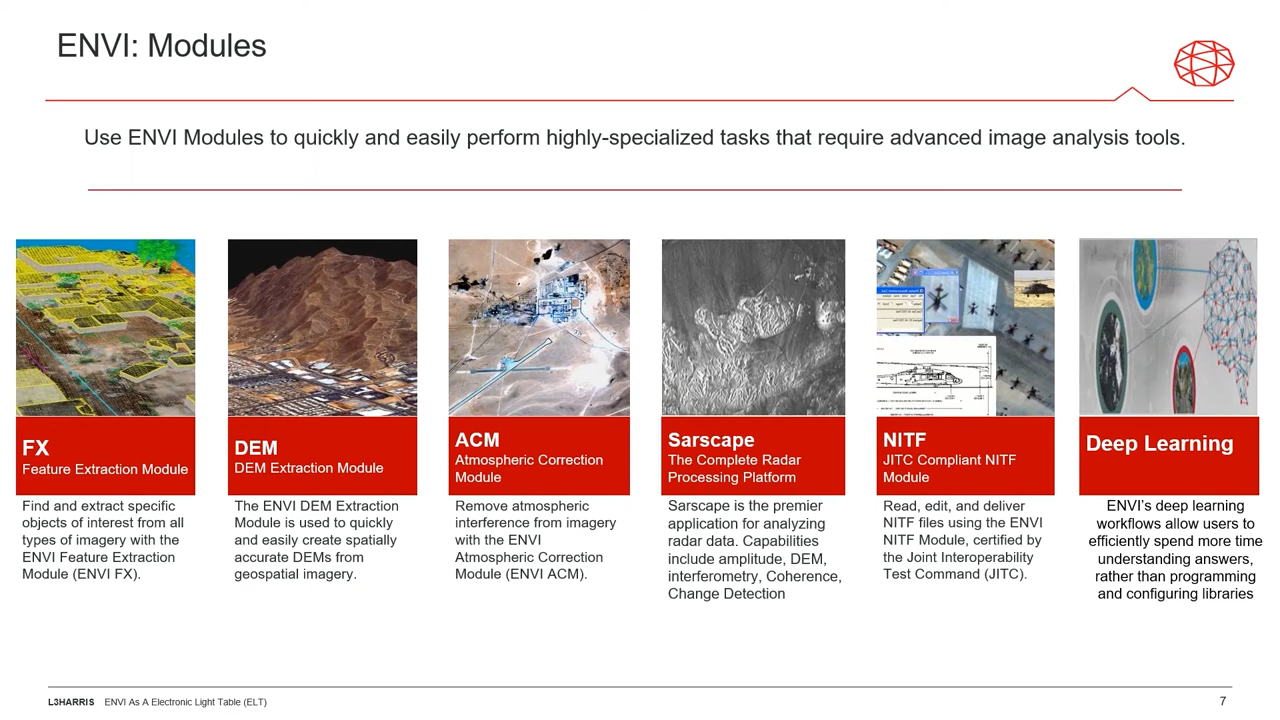 ENVI: Modules
Use ENVI Modules to quickly and easily perform highly-specialized tasks that require advanced image analysis tools.
FX
Feature Extraction Module
Find and extract specific
objects of interest from all
types of imagery with the
ENVI Feature Extraction
Module (ENVI FX).
DEM
DEM Extraction Module
The ENVI DEM Extraction
Module is used to quickly
and easily create spatially
accurate DEMs from
geospatial imagery.
ACM
Atmospheric Correction
Module
Remove atmospheric
interference from imagery
with the ENVI
Atmospheric Correction
Module (ENVI ACM).
Sarscape
The Complete Radar
Processing Platform
Sarscape is the premier
application for analyzing
radar data. Capabilities
include amplitude, DEM,
interferometry, Coherence,
Change Detection
NITF
JITC Compliant NITF
Module
Read, edit, and deliver
NITF files using the ENVI
NITF Module, certified by
the Joint Interoperability
Test Command (JITC).
Deep Learning
ENVI’s deep learning
workflows allow users to
efficiently spend more time
understanding answers,
rather than programming
and configuring libraries
L3HARRIS ENVI As A Electronic Light Table (ELT)
7